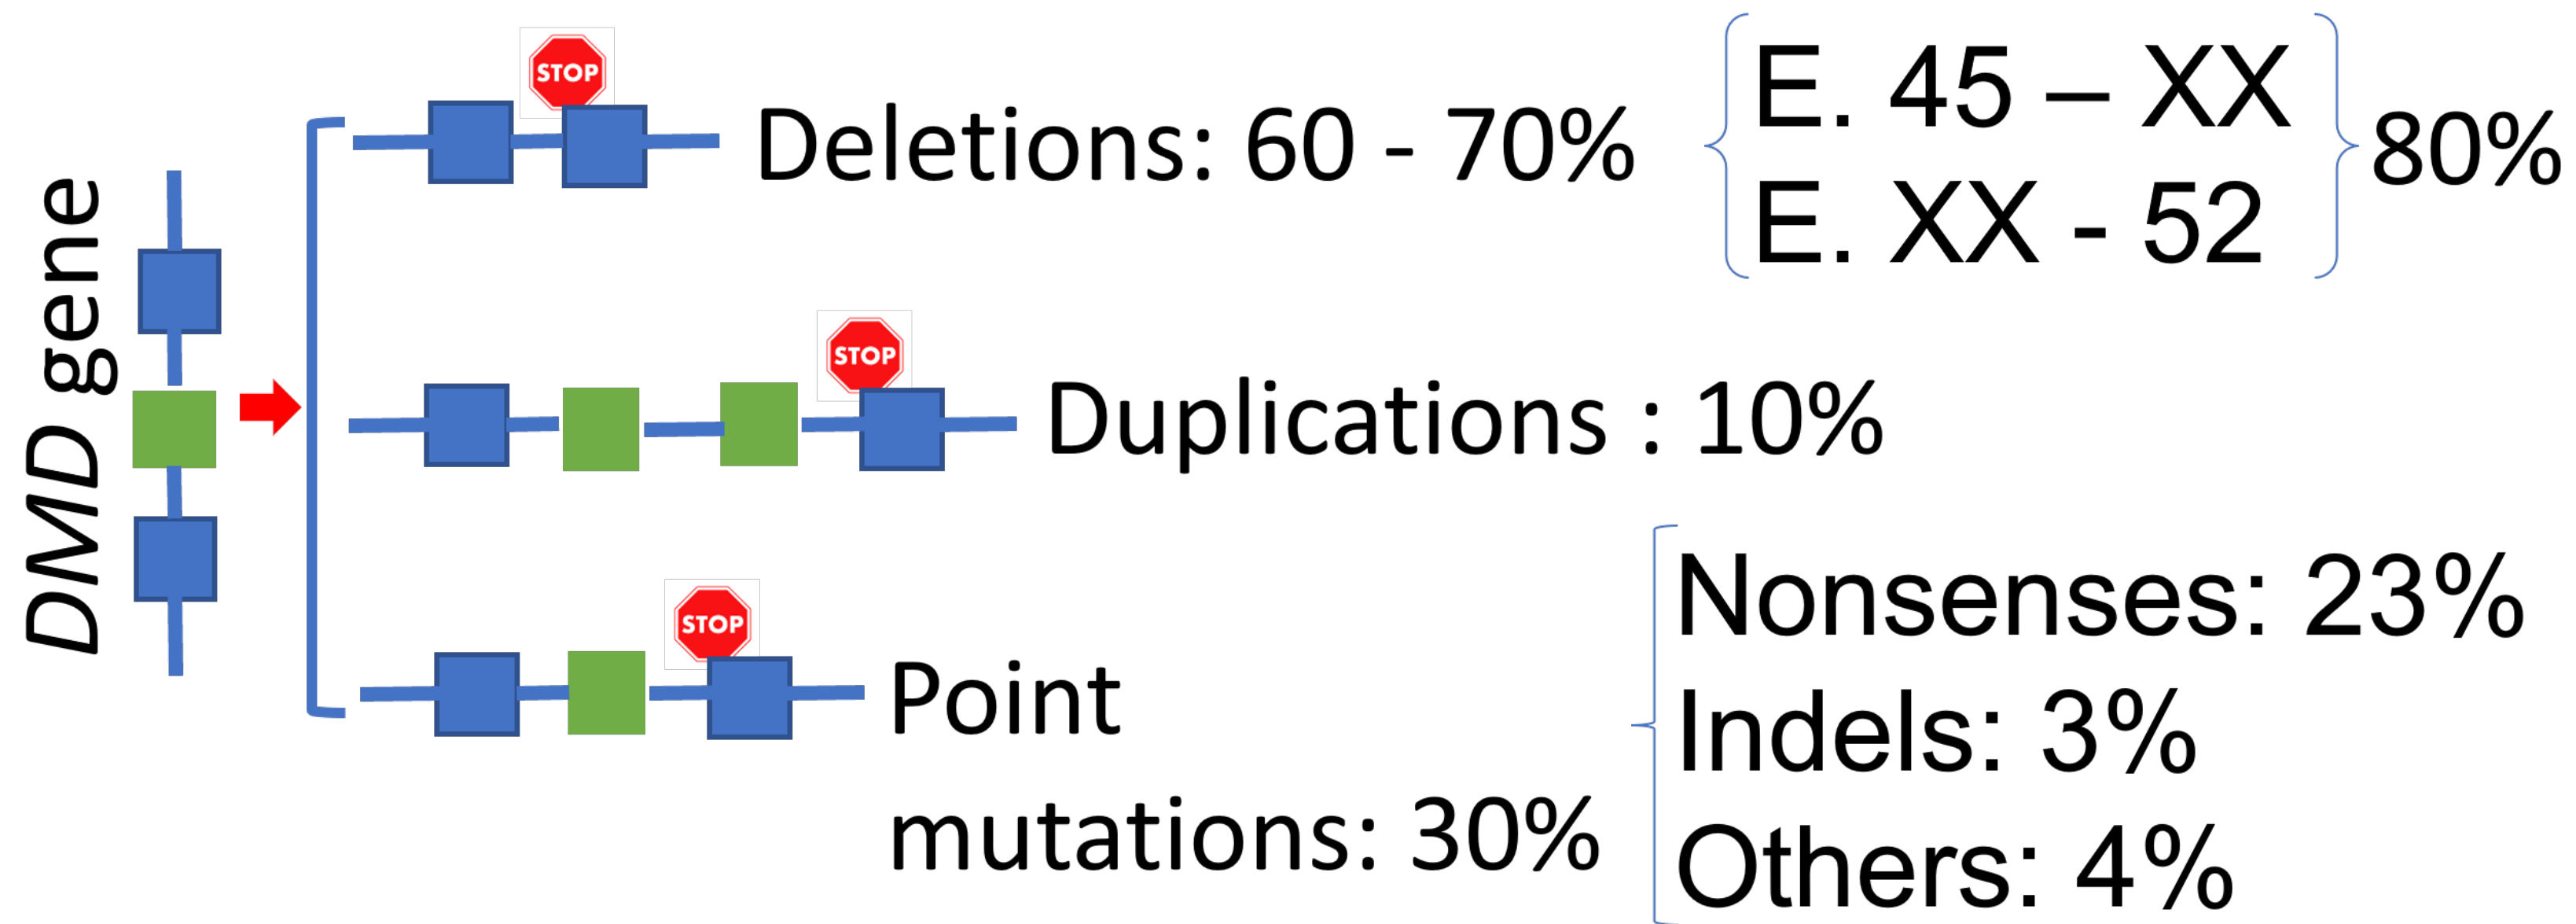 DMD gene
STOP
Deletions: 60 - 70%
E. 45 – XX
E. XX - 52
80%
STOP
Duplications : 10%
STOP
Point
mutations: 30%
Nonsenses: 23%
Indels: 3%
Others: 4%